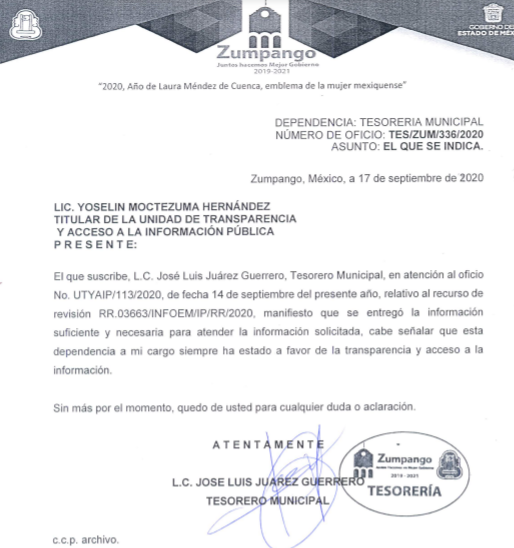 GOBIERNO DEL
ESTADO DE MÉX
Zumpango
Juntos hacemos Mejor Gobierno
2019-2021
"2020, Año de Laura Méndez de Cuenca, emblema de la mujer mexiquense"
DEPENDENCIA: TESORERIA MUNICIPAL
NÚMERO DE OFICIO: TES/ZUM/336/2020
ASUNTO: EL QUE SE INDICA.
Zumpango, México, a 17 de septiembre de 2020
LIC. YOSELIN MOCTEZUMA HERNÁNDEZ
TITULAR DE LA UNIDAD DE TRANSPARENCIA
Y ACCESO A LA INFORMACIÓN PÚBLICA
P R E S E N T E:
El que suscribe, L.C. José Luis Juárez Guerrero, Tesorero Municipal, en atención al oficio
No. UTYAIP/113/2020, de fecha 14 de septiembre del presente año, relativo al recurso de
revisión RR.03663/INFOEM/IP/RR/2020, manifiesto que se entregó la información
suficiente y necesaria para atender la información solicitada, cabe señalar que esta
dependencia a mi cargo siempre ha estado a favor de la transparencia y acceso a la
información.
Sin más por el momento, quedo de usted para cualquier duda o aclaración.
A T E N T A M E N T E
L.C. JOSE LUIS JUÁREZ GUERRERO
TESORERO MUNICIPAL
Zumpango
Juntos hacemos Mejor Gobierno
2019 - 2021
TESORERÍA
c.c.p. archivo.